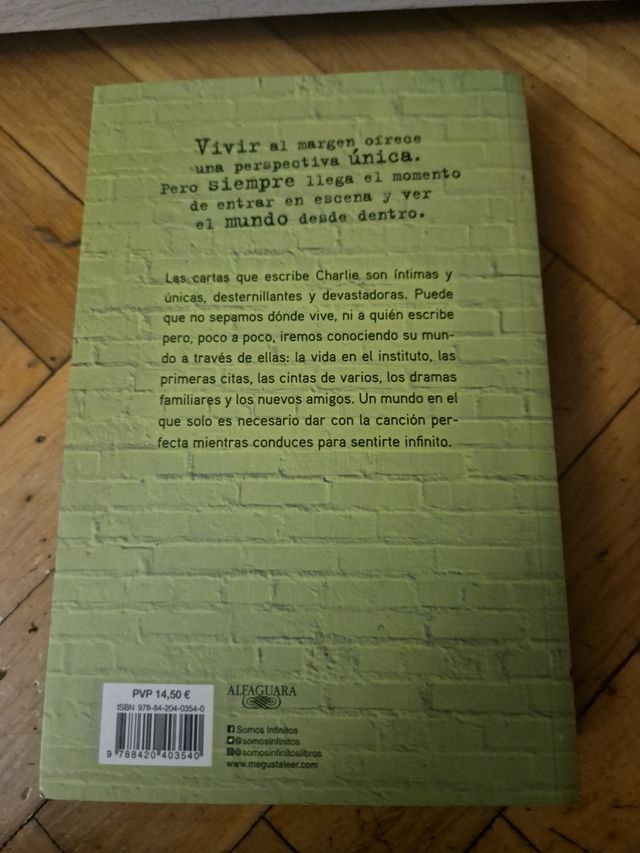 Vivir al margen ofrece
una perspectiva única.
Pero siempre llega el momento
de entrar en escena y ver
el mundo desde dentro.
Las cartas que escribe Charlie son íntimas y
únicas, desternillantes y devastadoras. Puede
que no sepamos dónde vive, ni a quién escribe
pero, poco a poco, iremos conociendo su mun-
do a través de ellas: la vida en el instituto, las
primeras citas, las cintas de varios, los dramas
familiares y los nuevos amigos. Un mundo en el
que solo es necesario dar con la canción per-
fecta mientras conduces para sentirte infinito.
PVP 14,50 €
ISBN 978-84-204-0354-0
9 788420 403540
ALFAGUARA
Somos Infinitos
@somosinfinitos
@somosinfinitoslibros
www.megustaleer.com